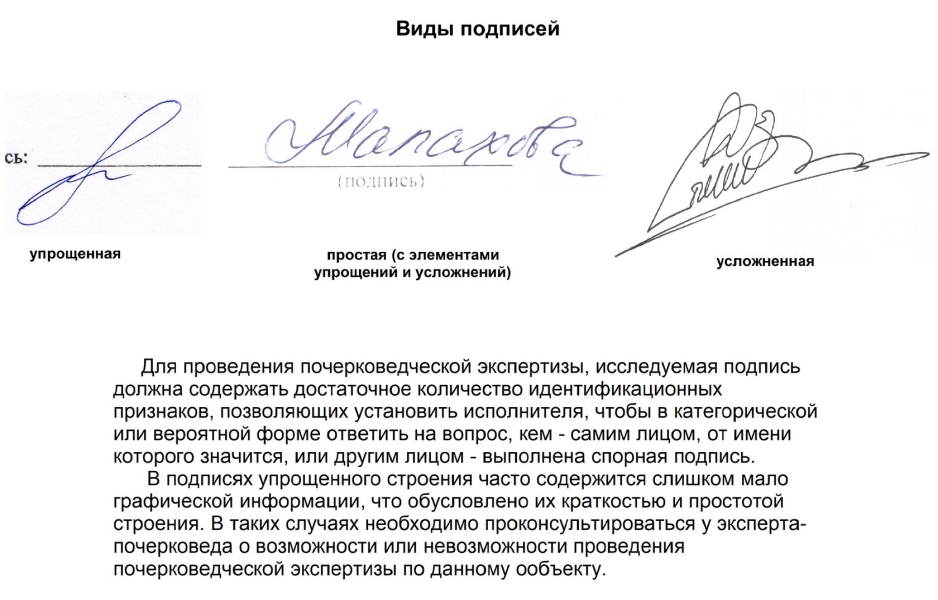 Виды подписей
сь:
Малахова
(подпись)
упрощенная
простая (с элементами
упрощений и усложнений)
усложненная
Для проведения почерковедческой экспертизы, исследуемая подпись
должна содержать достаточное количество идентификационных
признаков, позволяющих установить исполнителя, чтобы в категорической
или вероятной форме ответить на вопрос, кем - самим лицом, от имени
которого значится, или другим лицом - выполнена спорная подпись.
В подписях упрощенного строения часто содержится слишком мало
графической информации, что обусловлено их краткостью и простотой
строения. В таких случаях необходимо проконсультироваться у эксперта-
почерковеда о возможности или невозможности проведения
почерковедческой экспертизы по данному ообъекту.